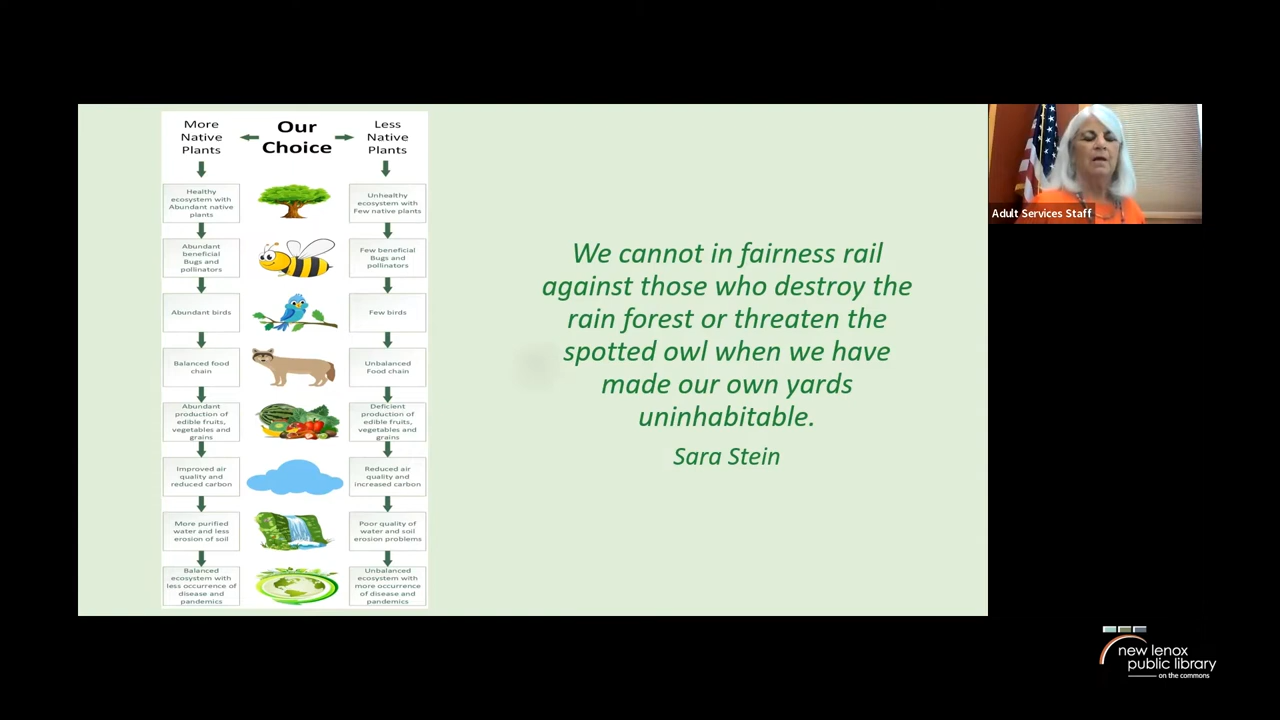 More
Native
Plants
Our
Choice
Less
Native
Plants
Healthy
ecosystem with
Abundant native
plants
Unhealthy
ecosystem with
Few native plants
Abundant
beneficial
Bugs and
pollinators
Few beneficial
Bugs and
pollinators
Abundant birds
Few birds
Balanced food
chain
Unbalanced
Food chain
Abundant
production of
edible fruits,
vegetables and
grains
Deficient
production of
edible fruits,
vegetables and
grains
Improved air
quality and
reduced carbon
Reduced air
quality and
increased carbon
More purified
water and less
erosion of soil
Poor quality of
water and soil
erosion problems
Balanced
ecosystem with
less occurrence of
disease and
pandemics
Unbalanced
ecosystem with
more occurrence
of disease and
pandemics
We cannot in fairness rail
against those who destroy the
rain forest or threaten the
spotted owl when we have
made our own yards
uninhabitable.
Sara Stein
Adult Services Staff
new lenox
public library
on the commons